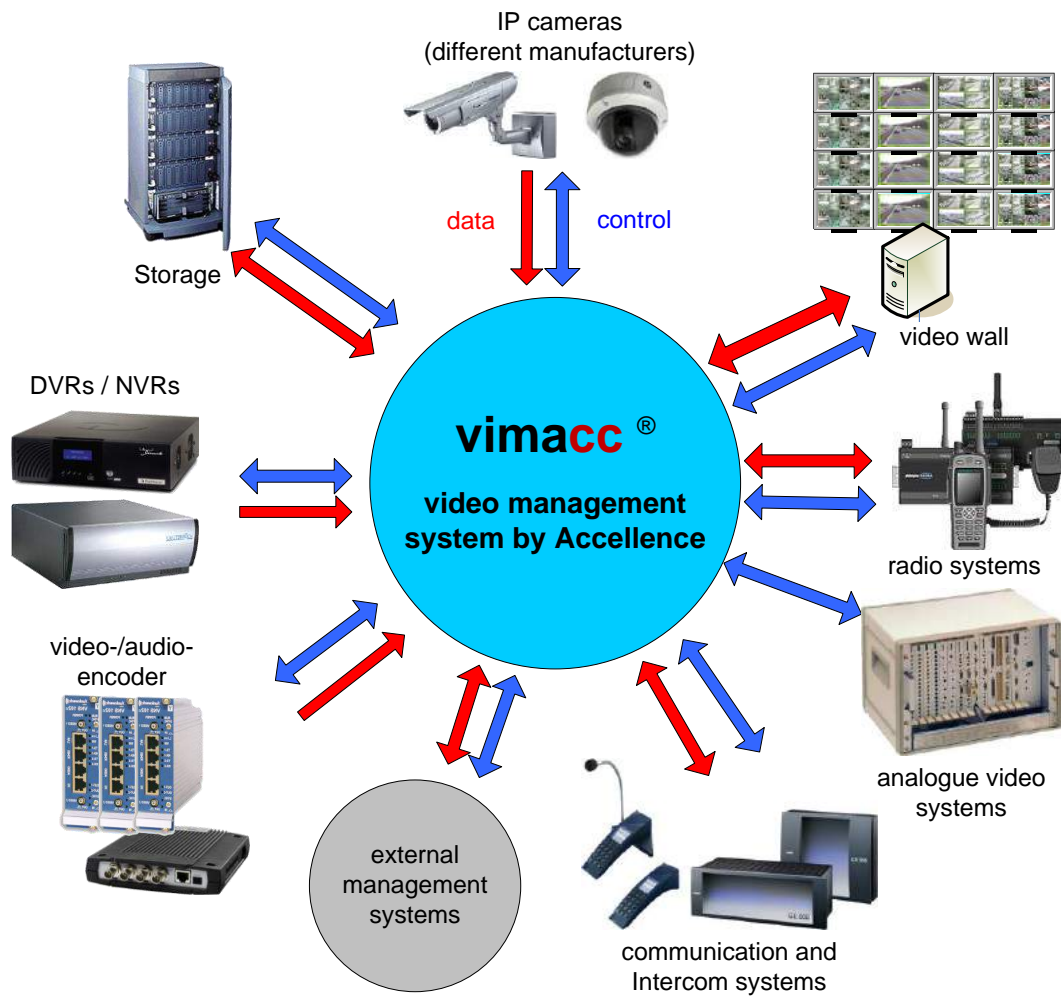 IP cameras
(different manufacturers)
data
control
Storage
video wall
DVRs / NVRs
vimacc ®
video management
system by Accellence
radio systems
video-/audio-
encoder
analogue video
systems
external
management
systems
communication and
Intercom systems